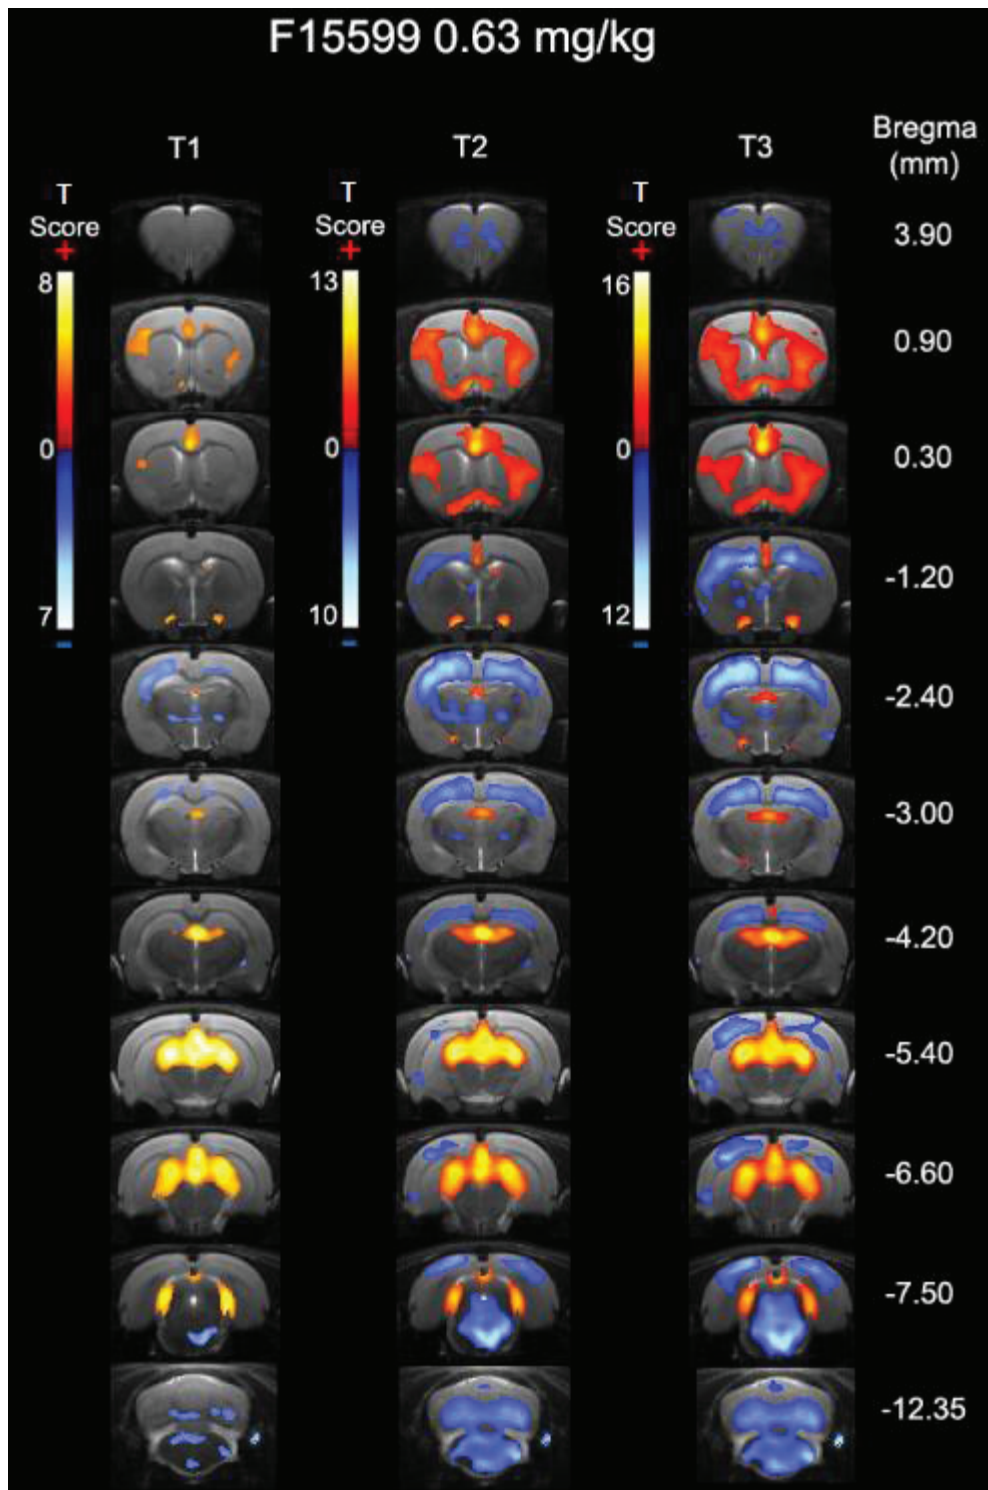 F15599 0.63 mg/kg
T1 T2 T3 Bregma (mm)
T Score + T Score + T Score +
8 13 16
0 0 0
7 10 12
- - -
3.90
0.90
0.30
-1.20
-2.40
-3.00
-4.20
-5.40
-6.60
-7.50
-12.35